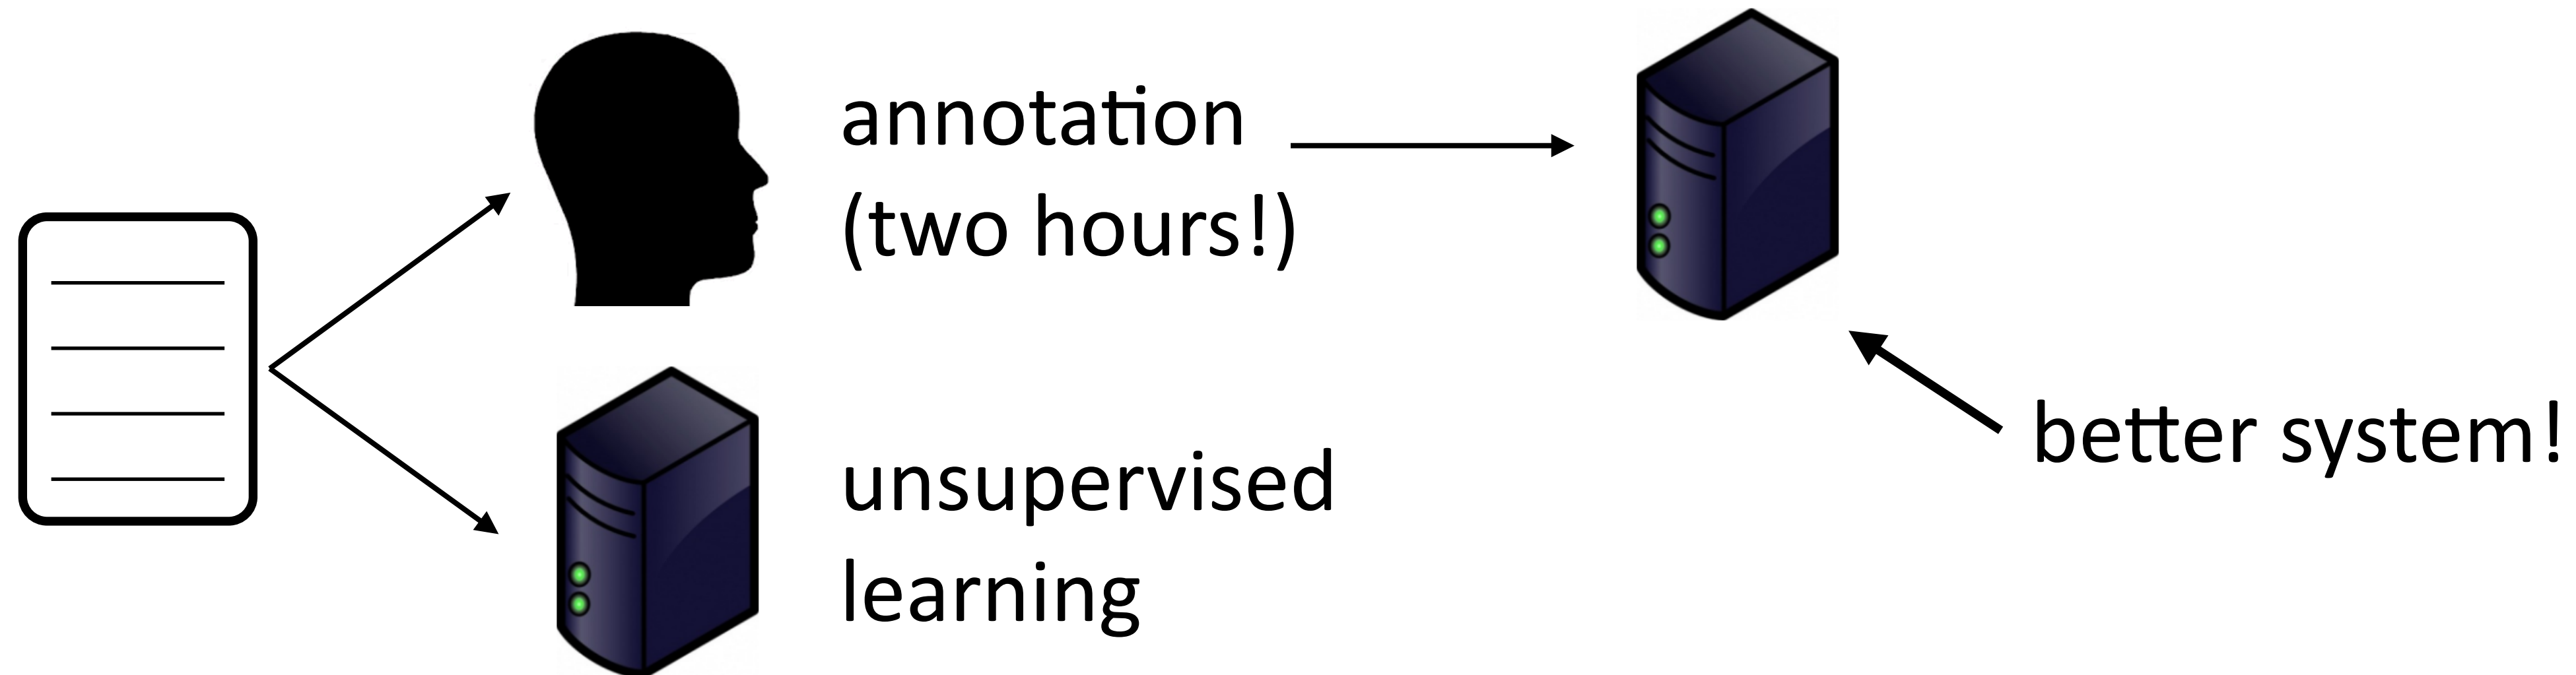 annotation
(two hours!)
better system!
unsupervised
learning